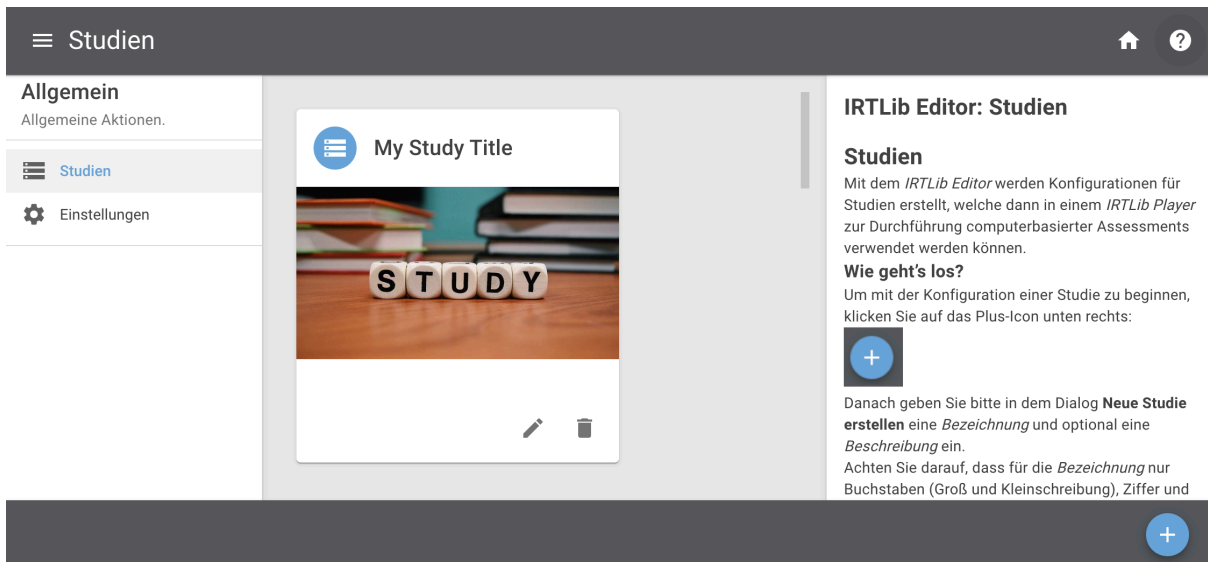 Studien
Allgemein
Allgemeine Aktionen.
Studien
Einstellungen
My Study Title
STUDY
IRTLib Editor: Studien
Studien
Mit dem IRTLib Editor werden Konfigurationen für
Studien erstellt, welche dann in einem IRTLib Player
zur Durchführung computerbasierter Assessments
verwendet werden können.
Wie geht's los?
Um mit der Konfiguration einer Studie zu beginnen,
klicken Sie auf das Plus-Icon unten rechts:
Danach geben Sie bitte in dem Dialog Neue Studie
erstellen eine Bezeichnung und optional eine
Beschreibung ein.
Achten Sie darauf, dass für die Bezeichnung nur
Buchstaben (Groß und Kleinschreibung), Ziffer und